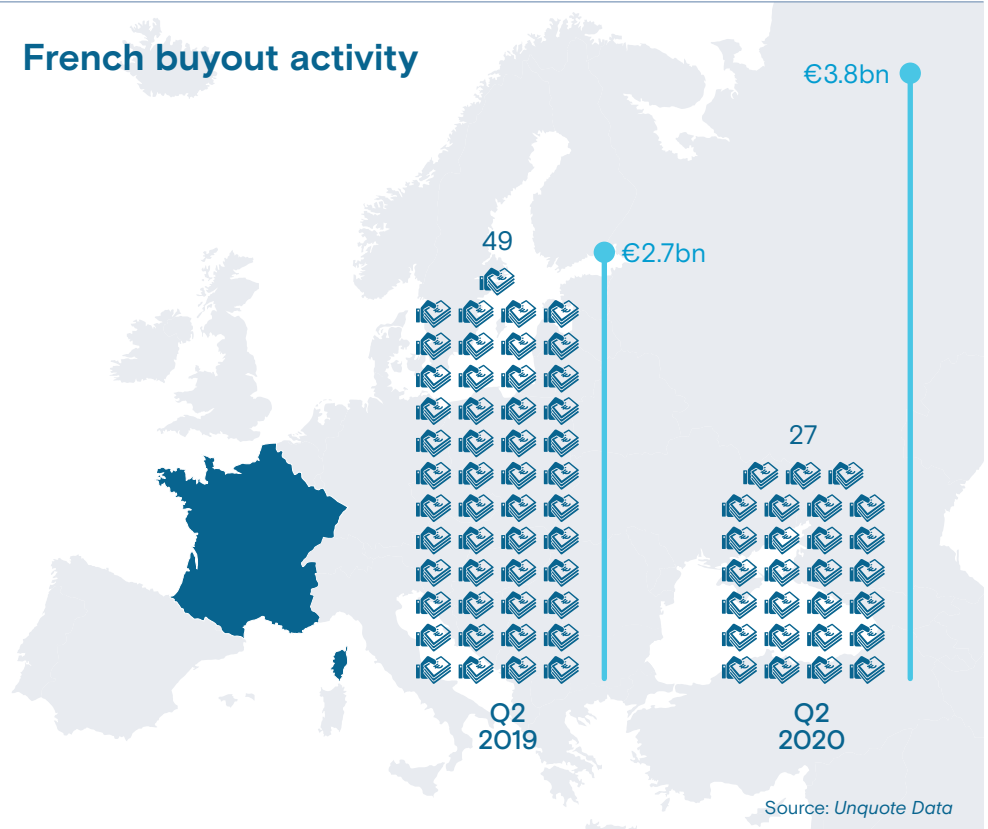 French buyout activity
€3.8bn
49
€2.7bn
27
Q2
2019
Q2
2020
Source: Unquote Data